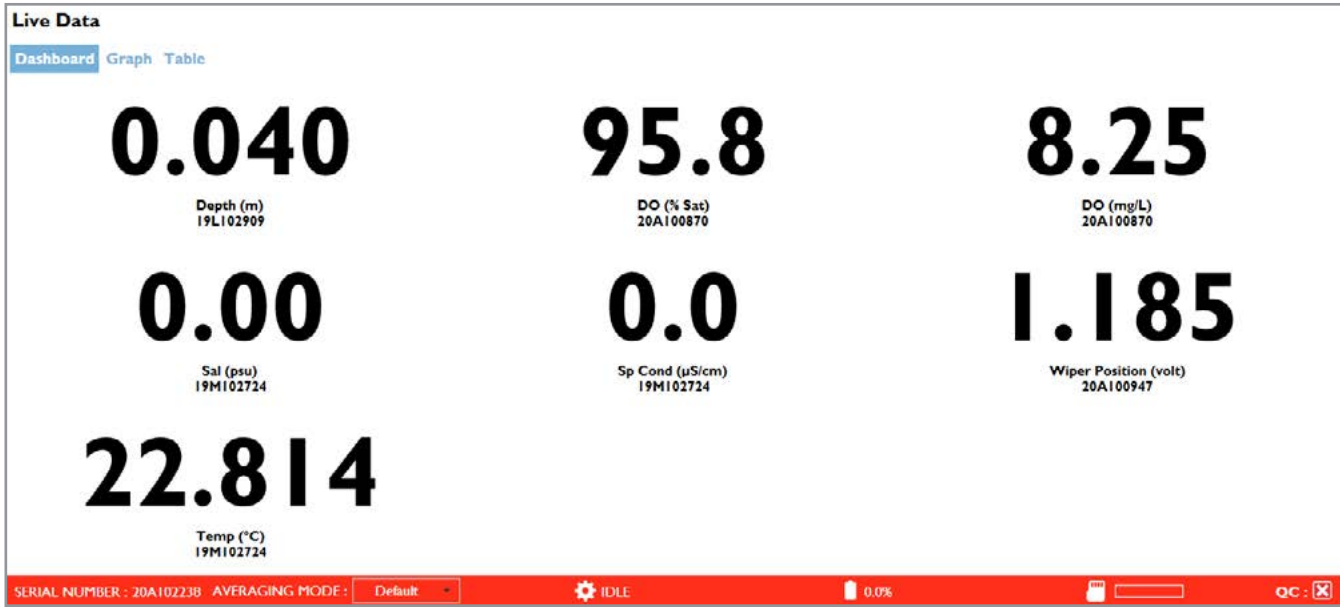 Live Data
Dashboard Graph Table
0.040 95.8 8.25
Depth (m) DO (% Sat) DO (mg/L)
19L102909 20A100870 20A100870
0.00 0.0 1.185
Sal (psu) Sp Cond (µS/cm) Wiper Position (volt)
19M102724 19M102724 20A100947
22.814
Temp (°C)
19M102724
SERIAL NUMBER : 20A102238 AVERAGING MODE : Default IDLE 0.0% QC :